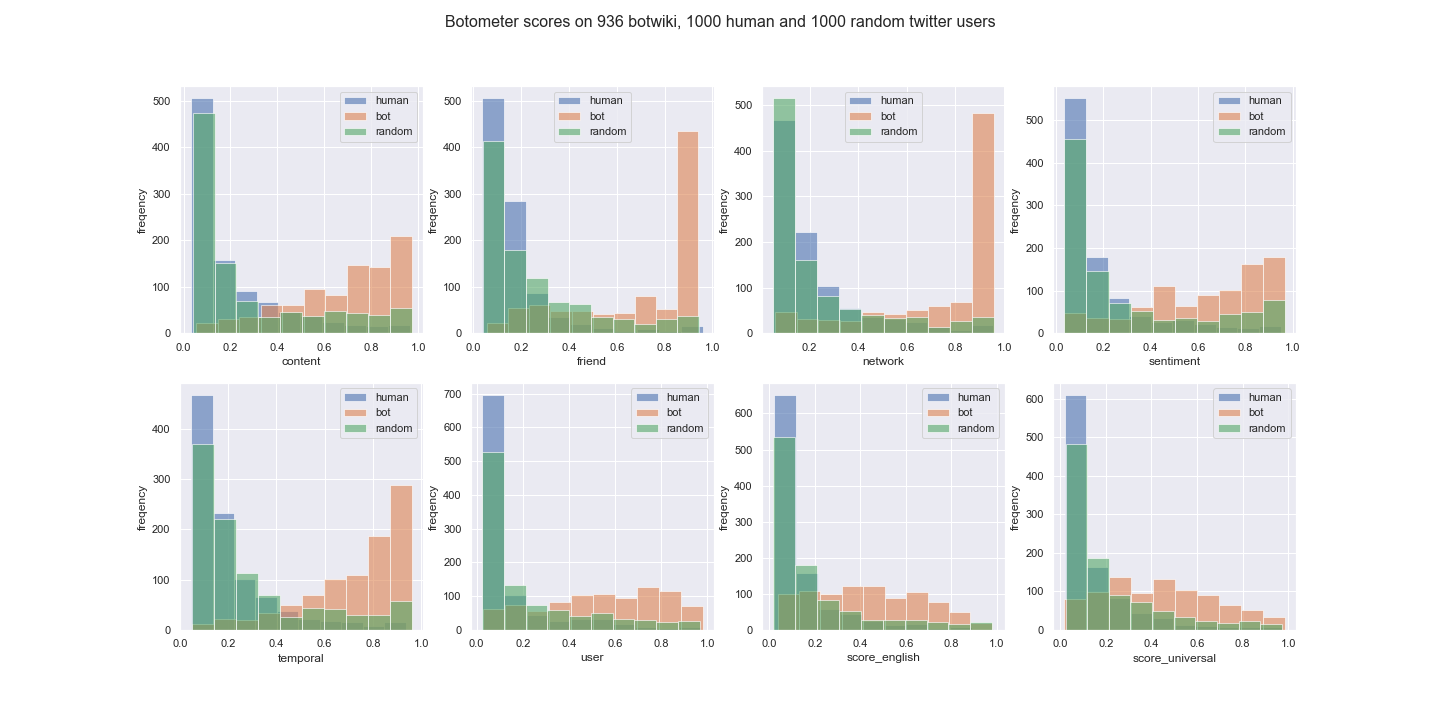 Botometer scores on 936 botwiki, 1000 human and 1000 random twitter users
human
bot
random
freqency
500
400
300
200
100
0
0.0 0.2 0.4 0.6 0.8 1.0
content
human
bot
random
freqency
500
400
300
200
100
0
0.0 0.2 0.4 0.6 0.8 1.0
friend
human
bot
random
freqency
500
400
300
200
100
0
0.2 0.4 0.6 0.8 1.0
network
human
bot
random
freqency
500
400
300
200
100
0
0.0 0.2 0.4 0.6 0.8 1.0
sentiment
human
bot
random
freqency
400
300
200
100
0
0.0 0.2 0.4 0.6 0.8 1.0
temporal
human
bot
random
freqency
700
600
500
400
300
200
100
0
0.0 0.2 0.4 0.6 0.8 1.0
user
human
bot
random
freqency
600
500
400
300
200
100
0
0.0 0.2 0.4 0.6 0.8 1.0
score_english
human
bot
random
freqency
600
500
400
300
200
100
0
0.0 0.2 0.4 0.6 0.8 1.0
score_universal